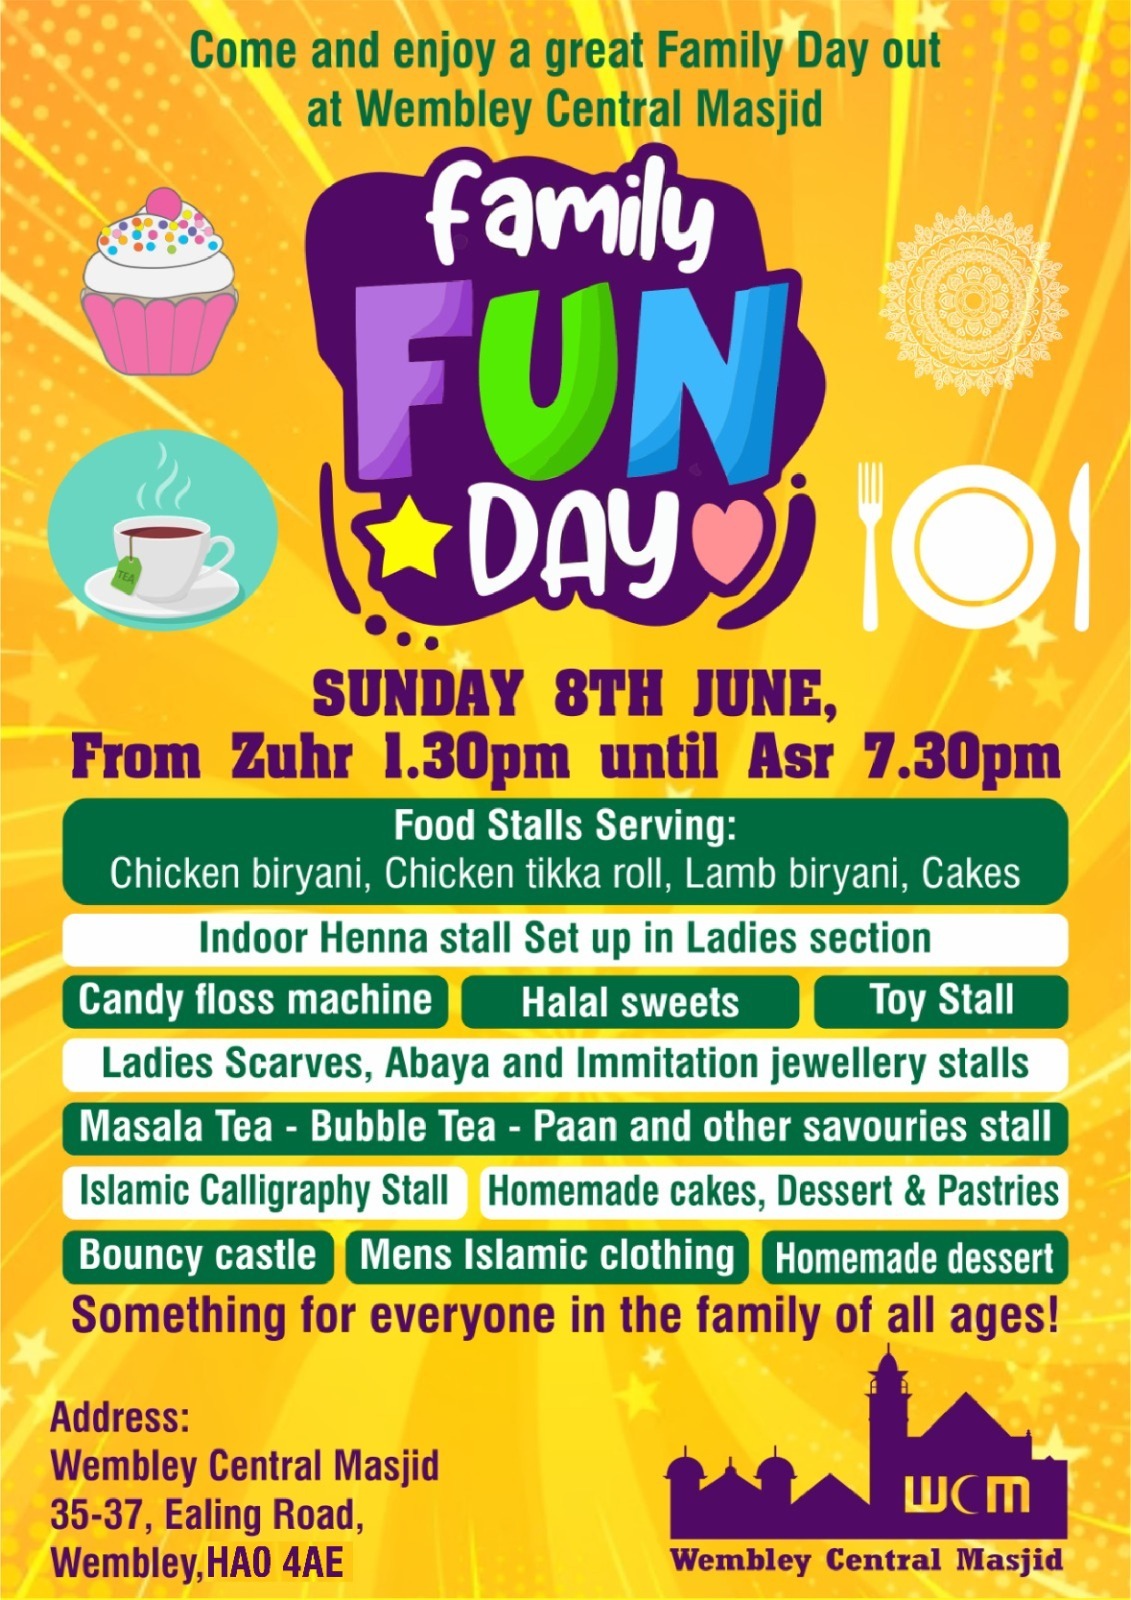 Come and enjoy a great Family Day out
at Wembley Central Masjid
family
FUN
DAY
TEA
SUNDAY 8TH JUNE,
From Zuhr 1.30pm until Asr 7.30pm
Food Stalls Serving:
Chicken biryani, Chicken tikka roll, Lamb biryani, Cakes
Indoor Henna stall Set up in Ladies section
Candy floss machine
Halal sweets
Toy Stall
Ladies Scarves, Abaya and Immitation jewellery stalls
Masala Tea - Bubble Tea - Paan and other savouries stall
Islamic Calligraphy Stall
Homemade cakes, Dessert & Pastries
Bouncy castle
Mens Islamic clothing
Homemade dessert
Something for everyone in the family of all ages!
Address:
Wembley Central Masjid
35-37, Ealing Road,
Wembley,HA0 4AE
WCM
Wembley Central Masjid